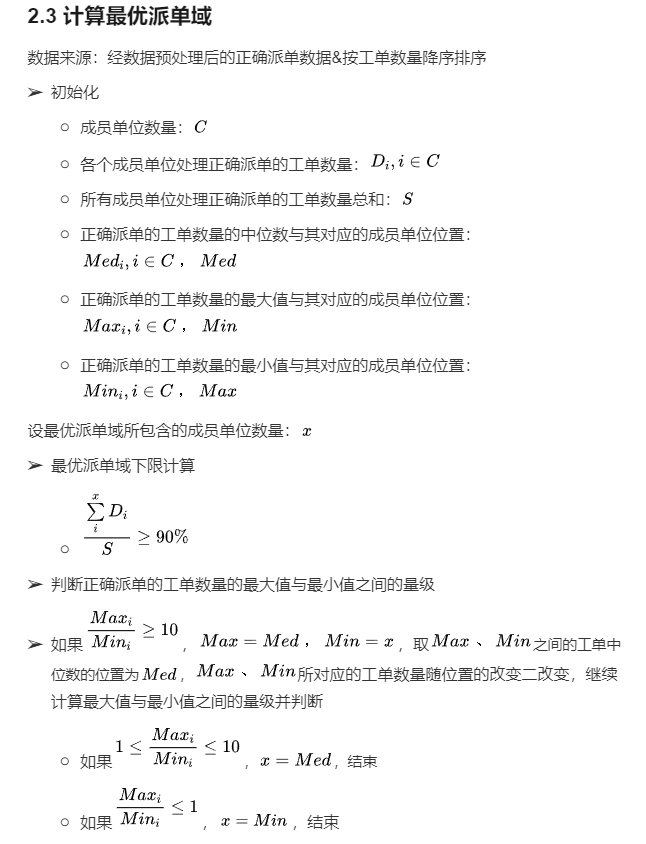 2.3 计算最优派单域
数据来源：经数据预处理后的正确派单数据&按工单数量降序排序
➢ 初始化
○ 成员单位数量：C
○ 各个成员单位处理正确派单的工单数量：D_i, i ∈ C
○ 所有成员单位处理正确派单的工单数量总和：S
○ 正确派单的工单数量的中位数与其对应的成员单位位置：
Med_i, i ∈ C ， Med
○ 正确派单的工单数量的最大值与其对应的成员单位位置：
Max_i, i ∈ C ， Min
○ 正确派单的工单数量的最小值与其对应的成员单位位置：
Min_i, i ∈ C ， Max
设最优派单域所包含的成员单位数量：x
➢ 最优派单域下限计算
○ \frac{\sum_{i}^{x} D_i}{S} ≥ 90%
➢ 判断正确派单的工单数量的最大值与最小值之间的量级
➢ 如果 \frac{Max_i}{Min_i} ≥ 10 ， Max = Med ， Min = x ，取 Max 、 Min 之间的工单中
位数的位置为 Med ， Max 、 Min 所对应的工单数量随位置的改变二改变，继续
计算最大值与最小值之间的量级并判断
○ 如果 1 ≤ \frac{Max_i}{Min_i} ≤ 10 ， x = Med ，结束
○ 如果 \frac{Max_i}{Min_i} ≤ 1 ， x = Min ，结束